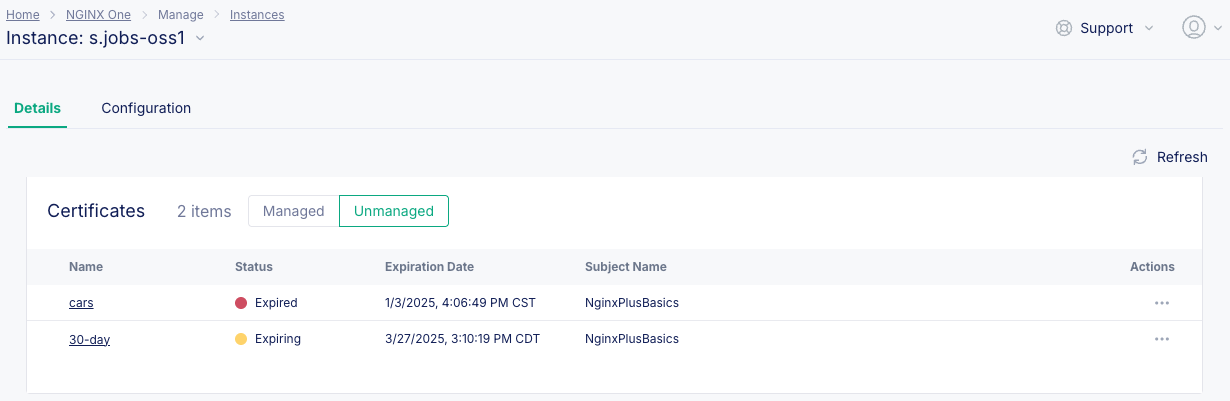 Home > NGINX One > Manage > Instances
Instance: s.jobs-oss1
Support
Details Configuration
Refresh
Certificates 2 items Managed Unmanaged
Name Status Expiration Date Subject Name Actions
cars Expired 1/3/2025, 4:06:49 PM CST NginxPlusBasics ...
30-day Expiring 3/27/2025, 3:10:19 PM CDT NginxPlusBasics ...